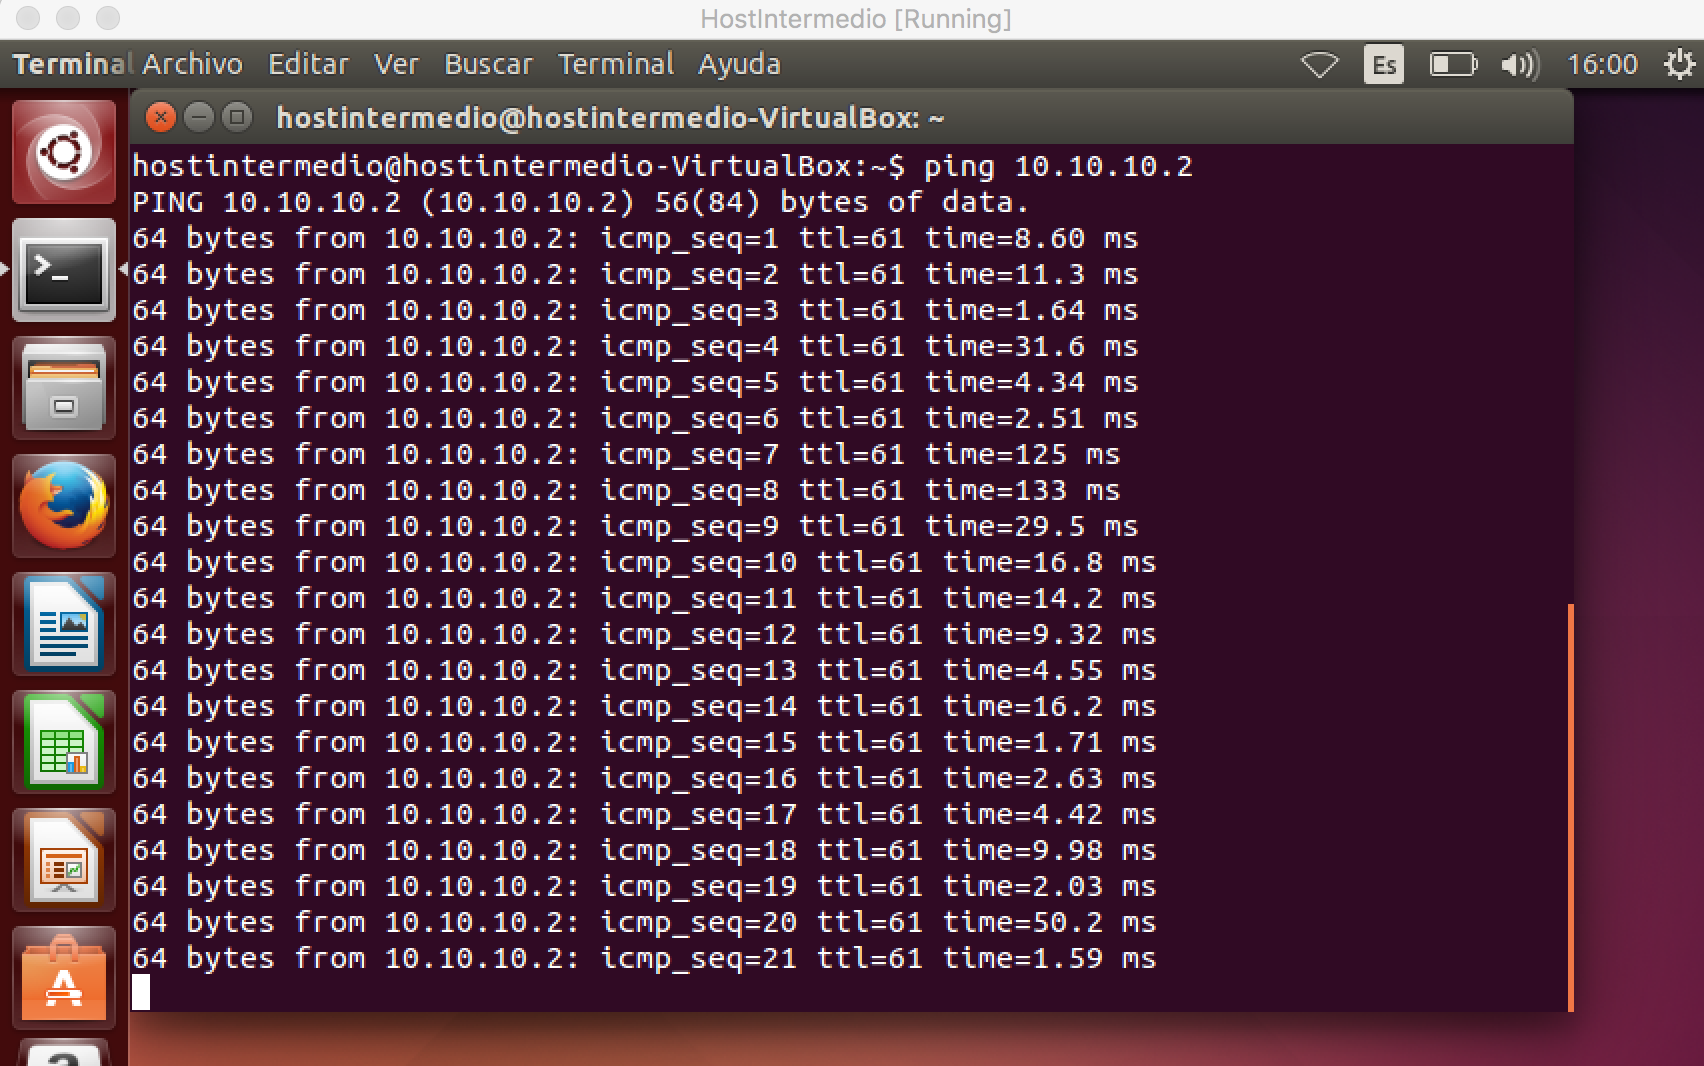 HostIntermedio [Running]
Terminal Archivo Editar Ver Buscar Terminal Ayuda Es 16:00
hostintermedio@hostintermedio-VirtualBox: ~
hostintermedio@hostintermedio-VirtualBox:~$ ping 10.10.10.2
PING 10.10.10.2 (10.10.10.2) 56(84) bytes of data.
64 bytes from 10.10.10.2: icmp_seq=1 ttl=61 time=8.60 ms
64 bytes from 10.10.10.2: icmp_seq=2 ttl=61 time=11.3 ms
64 bytes from 10.10.10.2: icmp_seq=3 ttl=61 time=1.64 ms
64 bytes from 10.10.10.2: icmp_seq=4 ttl=61 time=31.6 ms
64 bytes from 10.10.10.2: icmp_seq=5 ttl=61 time=4.34 ms
64 bytes from 10.10.10.2: icmp_seq=6 ttl=61 time=2.51 ms
64 bytes from 10.10.10.2: icmp_seq=7 ttl=61 time=125 ms
64 bytes from 10.10.10.2: icmp_seq=8 ttl=61 time=133 ms
64 bytes from 10.10.10.2: icmp_seq=9 ttl=61 time=29.5 ms
64 bytes from 10.10.10.2: icmp_seq=10 ttl=61 time=16.8 ms
64 bytes from 10.10.10.2: icmp_seq=11 ttl=61 time=14.2 ms
64 bytes from 10.10.10.2: icmp_seq=12 ttl=61 time=9.32 ms
64 bytes from 10.10.10.2: icmp_seq=13 ttl=61 time=4.55 ms
64 bytes from 10.10.10.2: icmp_seq=14 ttl=61 time=16.2 ms
64 bytes from 10.10.10.2: icmp_seq=15 ttl=61 time=1.71 ms
64 bytes from 10.10.10.2: icmp_seq=16 ttl=61 time=2.63 ms
64 bytes from 10.10.10.2: icmp_seq=17 ttl=61 time=4.42 ms
64 bytes from 10.10.10.2: icmp_seq=18 ttl=61 time=9.98 ms
64 bytes from 10.10.10.2: icmp_seq=19 ttl=61 time=2.03 ms
64 bytes from 10.10.10.2: icmp_seq=20 ttl=61 time=50.2 ms
64 bytes from 10.10.10.2: icmp_seq=21 ttl=61 time=1.59 ms